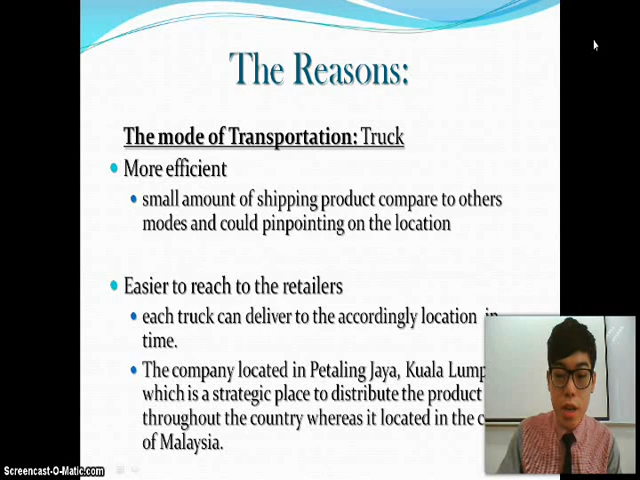 The Reasons:
The mode of Transportation: Truck
More efficient
small amount of shipping product compare to others
modes and could pinpointing on the location
Easier to reach to the retailers
each truck can deliver to the accordingly location in
time.
The company located in Petaling Jaya, Kuala Lump
which is a strategic place to distribute the product
throughout the country whereas it located in the c
of Malaysia.
Screencast-O-Matic.com